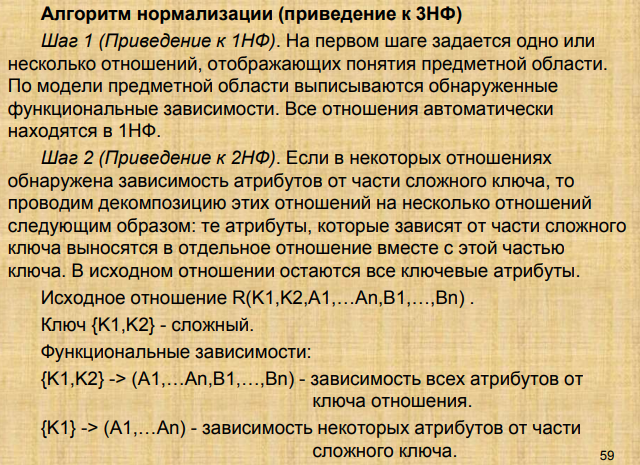 Алгоритм нормализации (приведение к 3НФ)
Шаг 1 (Приведение к 1НФ). На первом шаге задается одно или
несколько отношений, отображающих понятия предметной области.
По модели предметной области выписываются обнаруженные
функциональные зависимости. Все отношения автоматически
находятся в 1НФ.
Шаг 2 (Приведение к 2НФ). Если в некоторых отношениях
обнаружена зависимость атрибутов от части сложного ключа, то
проводим декомпозицию этих отношений на несколько отношений
следующим образом: те атрибуты, которые зависят от части сложного
ключа выносятся в отдельное отношение вместе с этой частью
ключа. В исходном отношении остаются все ключевые атрибуты.
Исходное отношение R(K1,K2,A1,…An,B1,…,Bn) .
Ключ {K1,K2} - сложный.
Функциональные зависимости:
{K1,K2} -> (A1,…An,B1,…,Bn) - зависимость всех атрибутов от
ключа отношения.
{K1} -> (A1,…An) - зависимость некоторых атрибутов от части
сложного ключа.
59